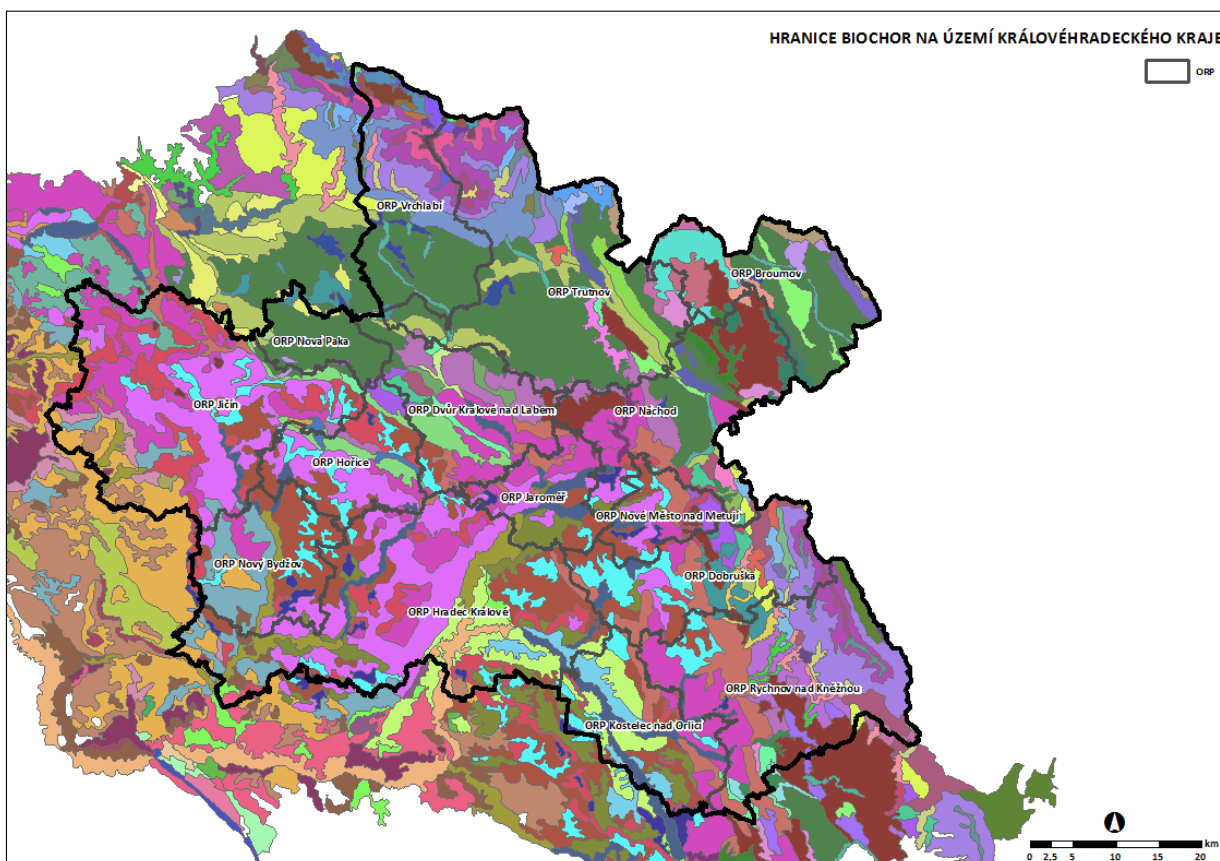 HRANICE BIOCHOR NA ÚZEMÍ KRÁLOVÉHRADECKÉHO KRAJE
ORP
ORP Vrchlabí
ORP Broumov
ORP Trutnov
ORP Nová Paka
ORP Jičín
ORP Dvůr Králové nad Labem
ORP Náchod
ORP Hořice
ORP Jaroměř
ORP Nové Město nad Metují
ORP Nový Bydžov
ORP Dobruška
ORP Hradec Králové
ORP Rychnov nad Kněžnou
ORP Kostelec nad Orlicí
km
0 2,5 5 10 15 20